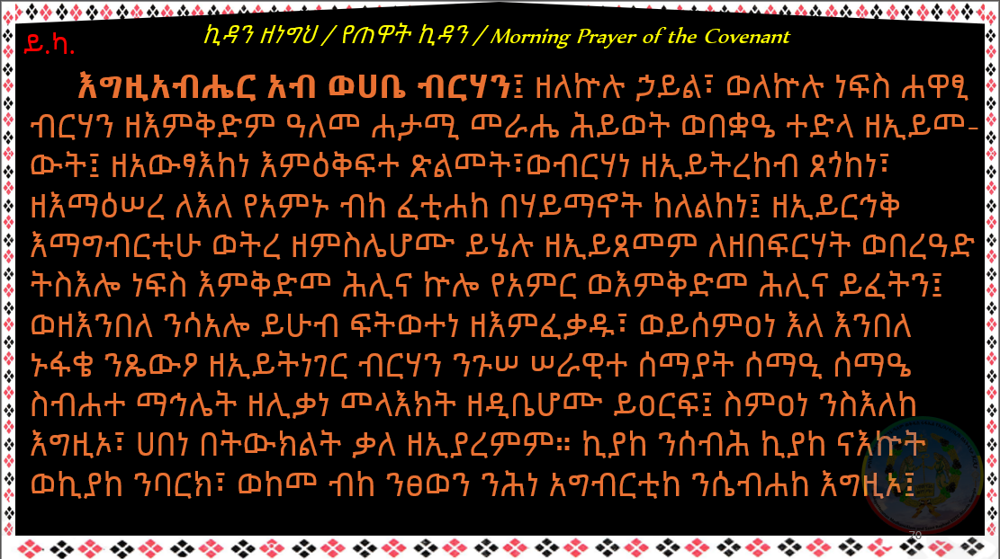 ኪዳን ዘነግህ / የጠዋት ኪዳን / Morning Prayer of the Covenant
ይ.ካ.
እግዚአብሔር አብ ወሀቤ ብርሃን፤ ዘለኵሉ ኃይል፣ ወለኵሉ ነፍስ ሐዋፂ
ብርሃን ዘእምቅድም ዓለመ ሐታሚ መራሔ ሕይወት ወበቋዔ ተድላ ዘኢይመ-
ውት፤ ዘአውፃእከነ እምዕቅፍተ ጽልመት፣ወብርሃነ ዘኢይትረከብ ጸጎከነ፣
ዘእማዕሠረ ለእለ የአምኑ ብከ ፈቲሐከ በሃይማኖት ከለልከነ፤ ዘኢይርኅቅ
እማግብርቲሁ ወትረ ዘምስሌሆሙ ይሄሉ ዘኢይጸመም ለዘበፍርሃት ወበረዓድ
ትስእሎ ነፍስ እምቅድመ ሕሊና ኵሎ የአምር ወእምቅድመ ሕሊና ይፈትን፤
ወዘእንበለ ንሳአሎ ይሁብ ፍትወተነ ዘእምፈቃዱ፣ ወይሰምዐነ እለ እንበለ
ኑፋቄ ንጼውዖ ዘኢይትነገር ብርሃን ንጉሠ ሠራዊተ ሰማያት ሰማዒ ሰማዔ
ስብሐተ ማኅሌት ዘሊቃነ መላእክት ዘዲቤሆሙ ይዐርፍ፤ ስምዐነ ንስእለከ
እግዚኦ፣ ሀበነ በትውክልት ቃለ ዘኢያረምም። ኪያከ ንሰብሕ ኪያከ ናእኵት
ወኪያከ ንባርክ፣ ወከመ ብከ ንፀወን ንሕነ አግብርቲከ ንሴብሐከ እግዚኦ፤
70